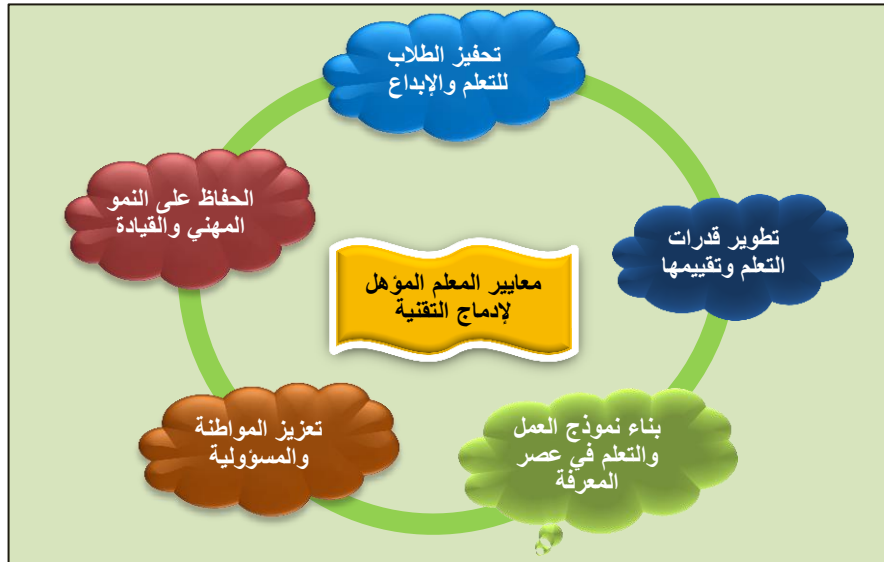 تحفيز الطلاب
للتعلم والإبداع
الحفاظ على النمو
المهني والقيادة
تطوير قدرات
التعلم وتقييمها
معايير المعلم المؤهل
لإدماج التقنية
تعزيز المواطنة
والمسؤولية
بناء نموذج العمل
والتعلم في عصر
المعرفة